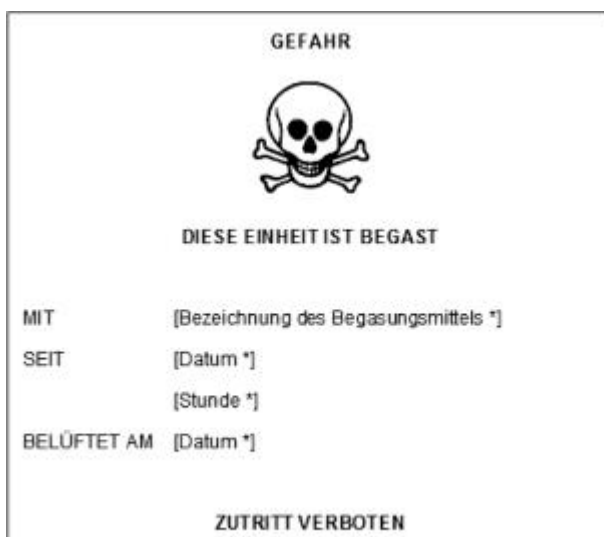 GEFAHR
DIESE EINHEIT IST BEGAST
MIT [Bezeichnung des Begasungsmittels *]
SEIT [Datum *]
[Stunde *]
BELÜFTET AM [Datum *]
ZUTRITT VERBOTEN